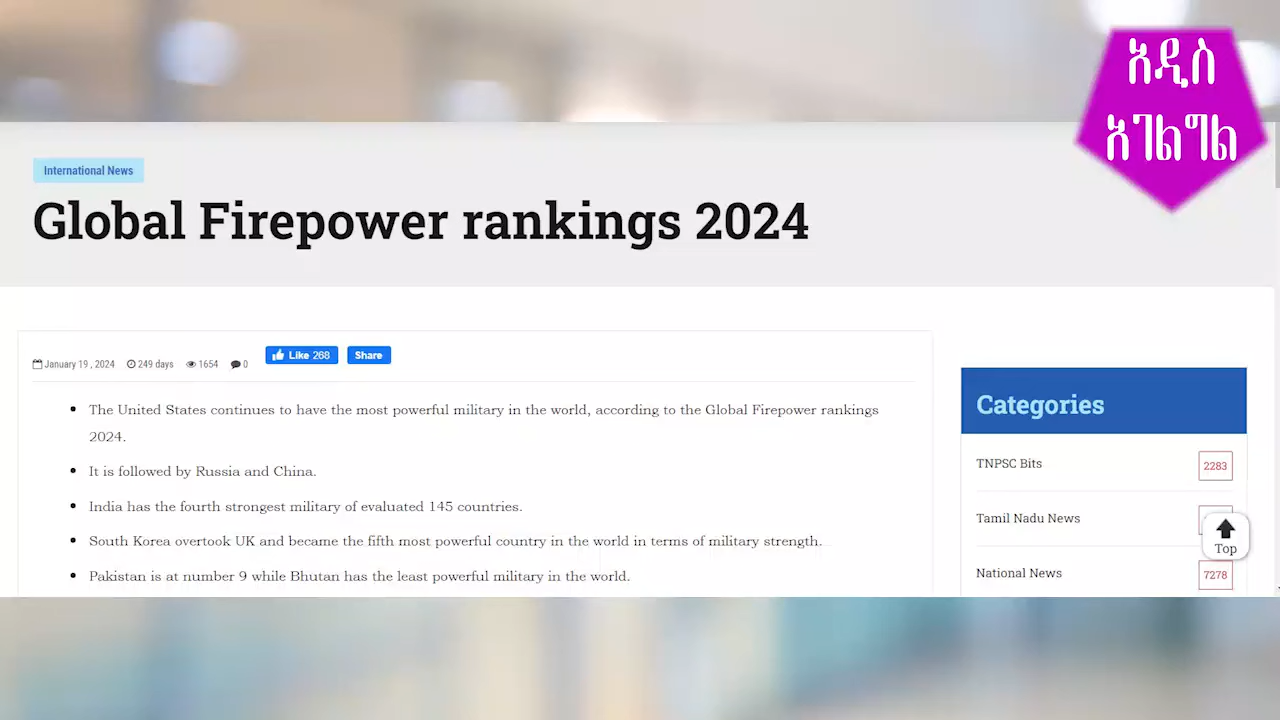 አዲስ
አገልግል
International News
Global Firepower rankings 2024
January 19 , 2024 249 days 1654 0 Like 268 Share
The United States continues to have the most powerful military in the world, according to the Global Firepower rankings
2024.
It is followed by Russia and China.
India has the fourth strongest military of evaluated 145 countries.
South Korea overtook UK and became the fifth most powerful country in the world in terms of military strength.
Pakistan is at number 9 while Bhutan has the least powerful military in the world.
Categories
TNPSC Bits 2283
Tamil Nadu News
Top
National News 7278